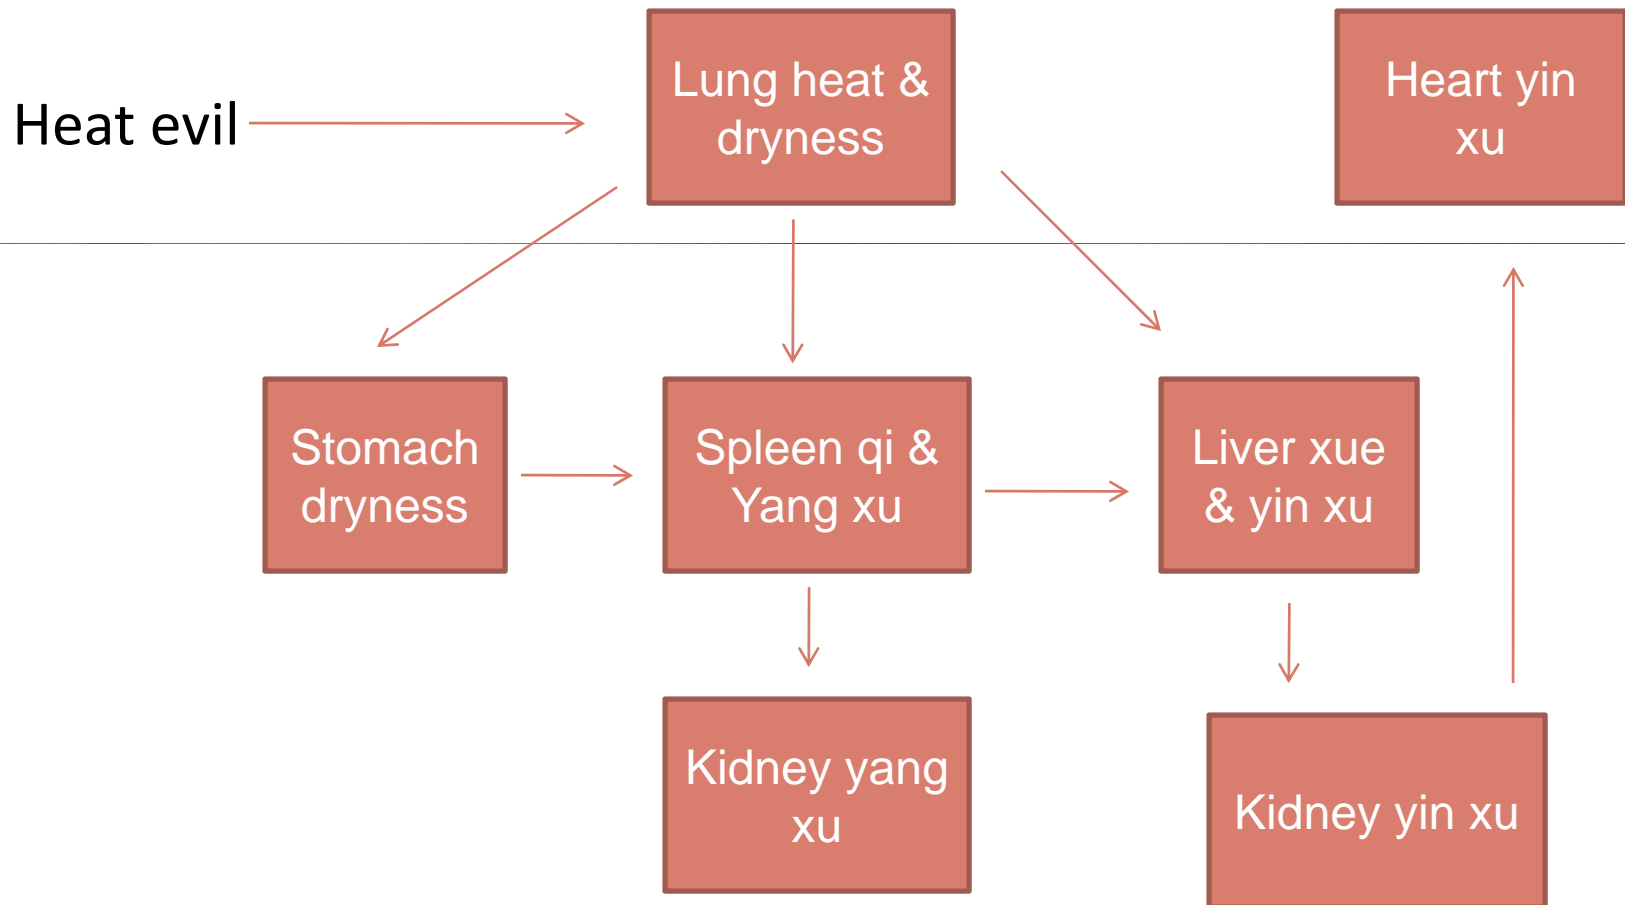 Heat evil
Lung heat &
dryness
Heart yin
xu
Stomach
dryness
Spleen qi &
Yang xu
Liver xue
& yin xu
Kidney yang
xu
Kidney yin xu